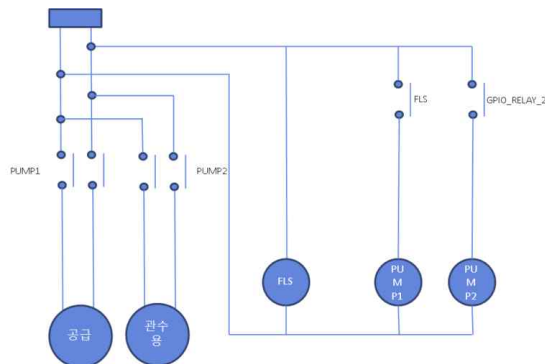 FLS
GPIO_RELAY_2
PUMP1
PUMP2
FLS
PU
M
P1
PU
M
P2
공급
관수
용